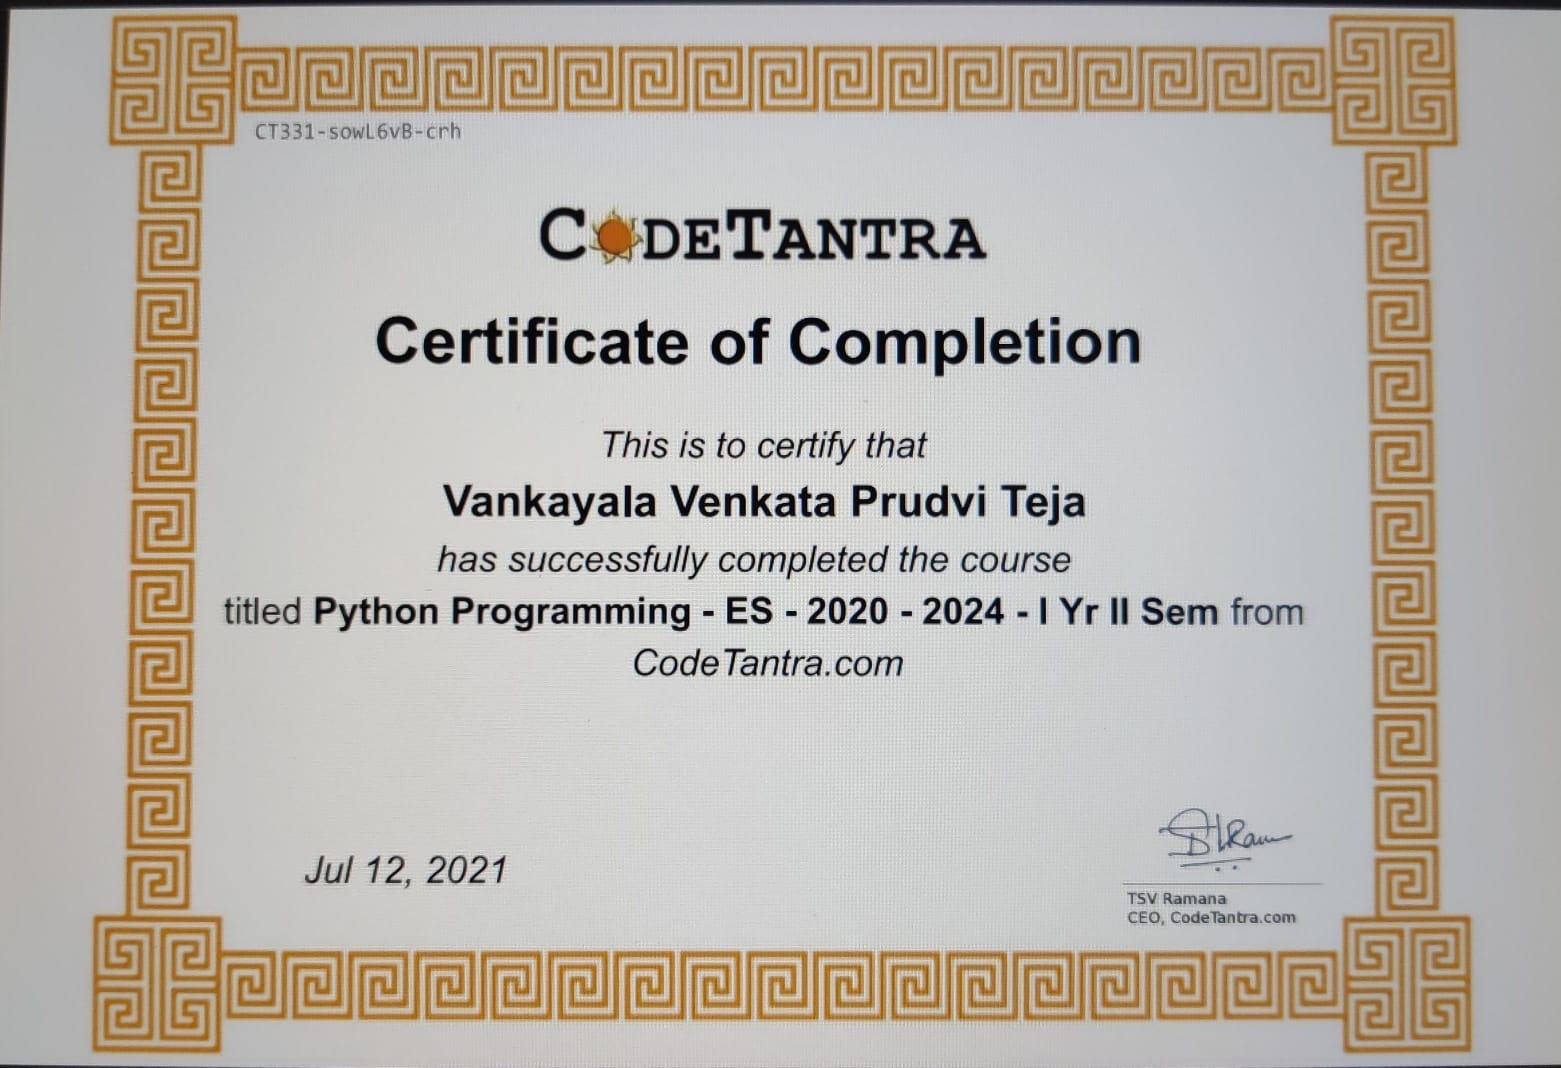 CT331-sowL6vB-crh
CODETANTRA
Certificate of Completion
This is to certify that
Vankayala Venkata Prudvi Teja
has successfully completed the course
titled Python Programming - ES - 2020 - 2024 - I Yr II Sem from
CodeTantra.com
Jul 12, 2021
TSV Ramana
CEO, CodeTantra.com